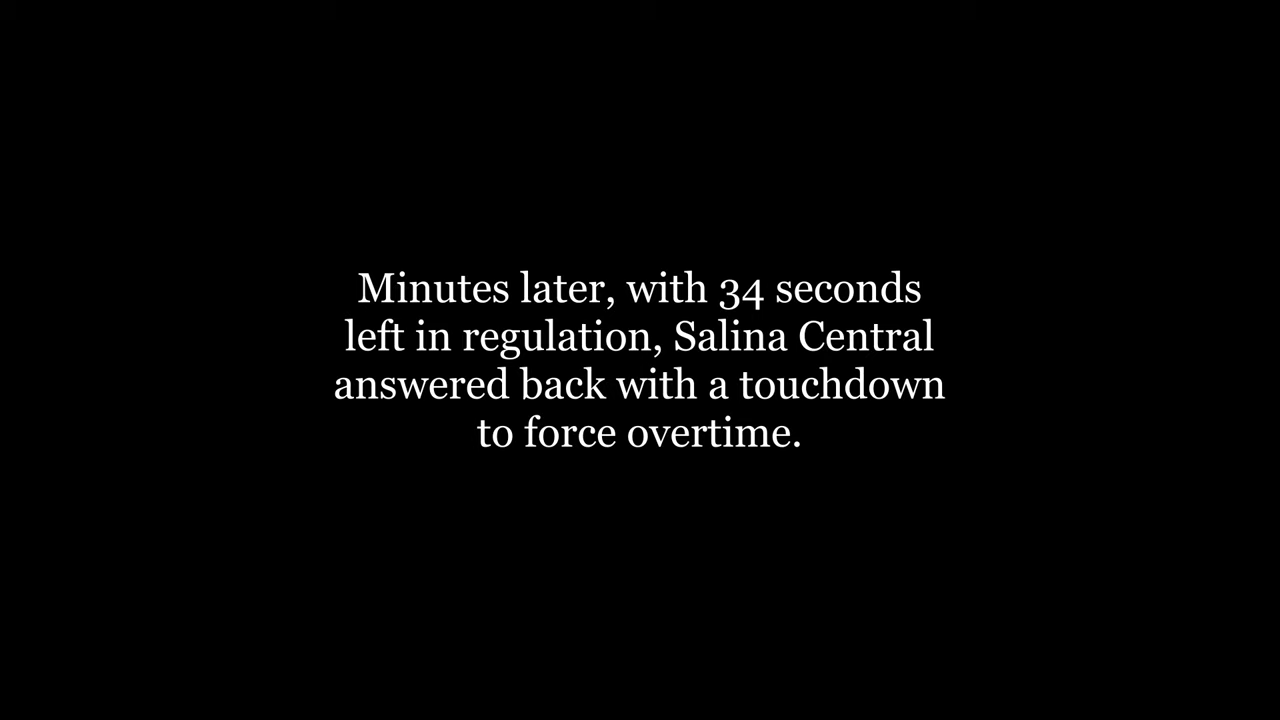 Minutes later, with 34 seconds
left in regulation, Salina Central
answered back with a touchdown
to force overtime.